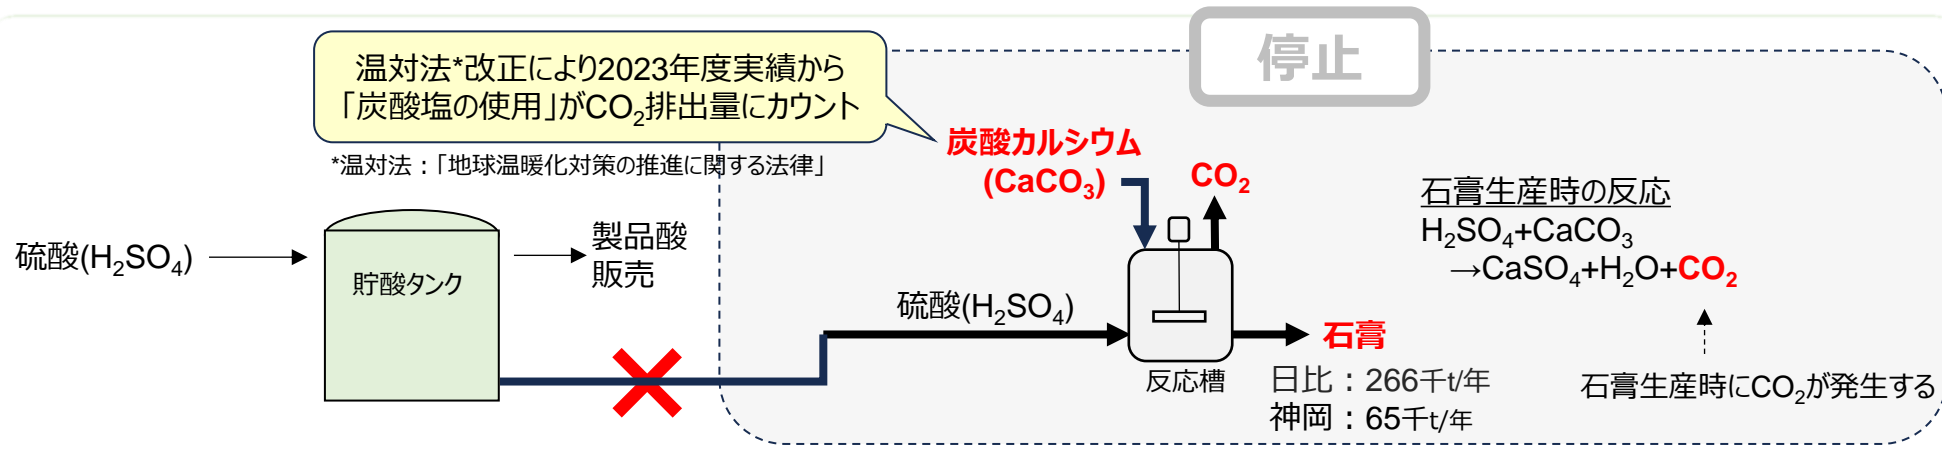 停止
温対法*改正により2023年度実績から
「炭酸塩の使用」がCO₂排出量にカウント
*温対法：「地球温暖化対策の推進に関する法律」
硫酸(H₂SO₄)
貯酸タンク
製品酸
販売
炭酸カルシウム
(CaCO₃)
CO₂
硫酸(H₂SO₄)
反応槽
石膏
日比：266千t/年
神岡：65千t/年
石膏生産時の反応
H₂SO₄+CaCO₃
→CaSO₄+H₂O+CO₂
石膏生産時にCO₂が発生する